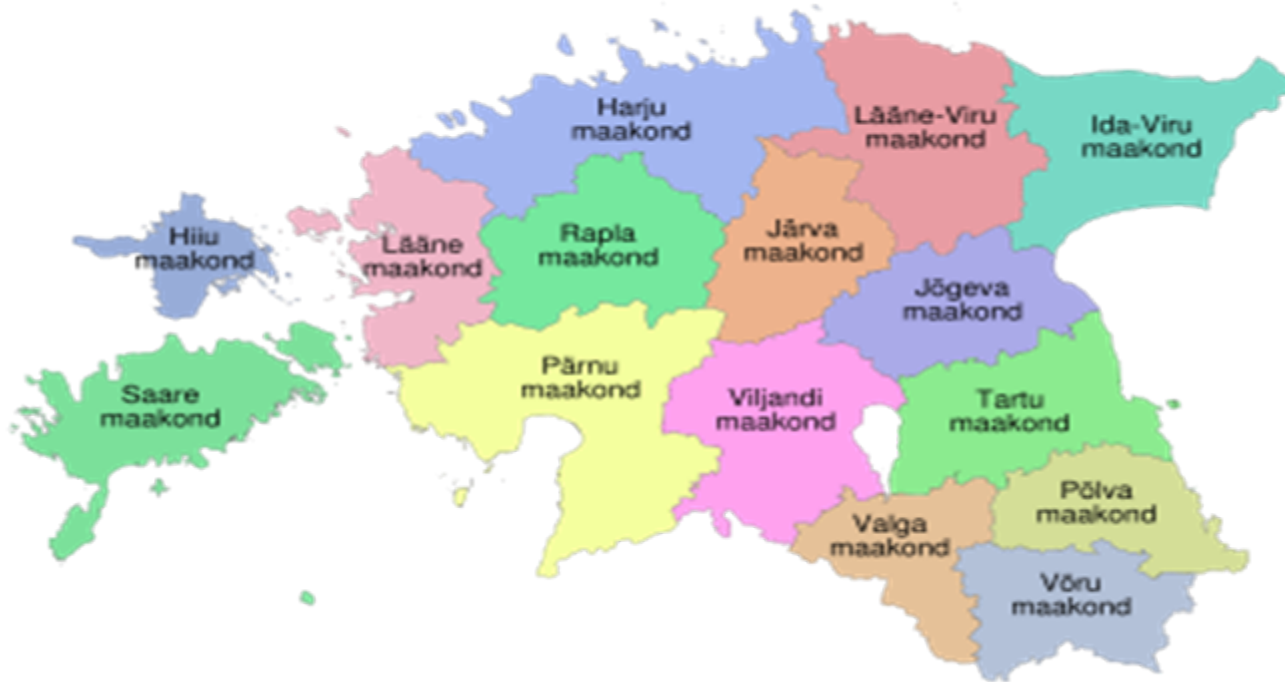 Harju
maakond
Lääne-Viru
maakond
Ida-Viru
maakond
Hiiu
maakond
Lääne
maakond
Rapla
maakond
Järva
maakond
Jõgeva
maakond
Saare
maakond
Pärnu
maakond
Viljandi
maakond
Tartu
maakond
Põlva
maakond
Valga
maakond
Võru
maakond